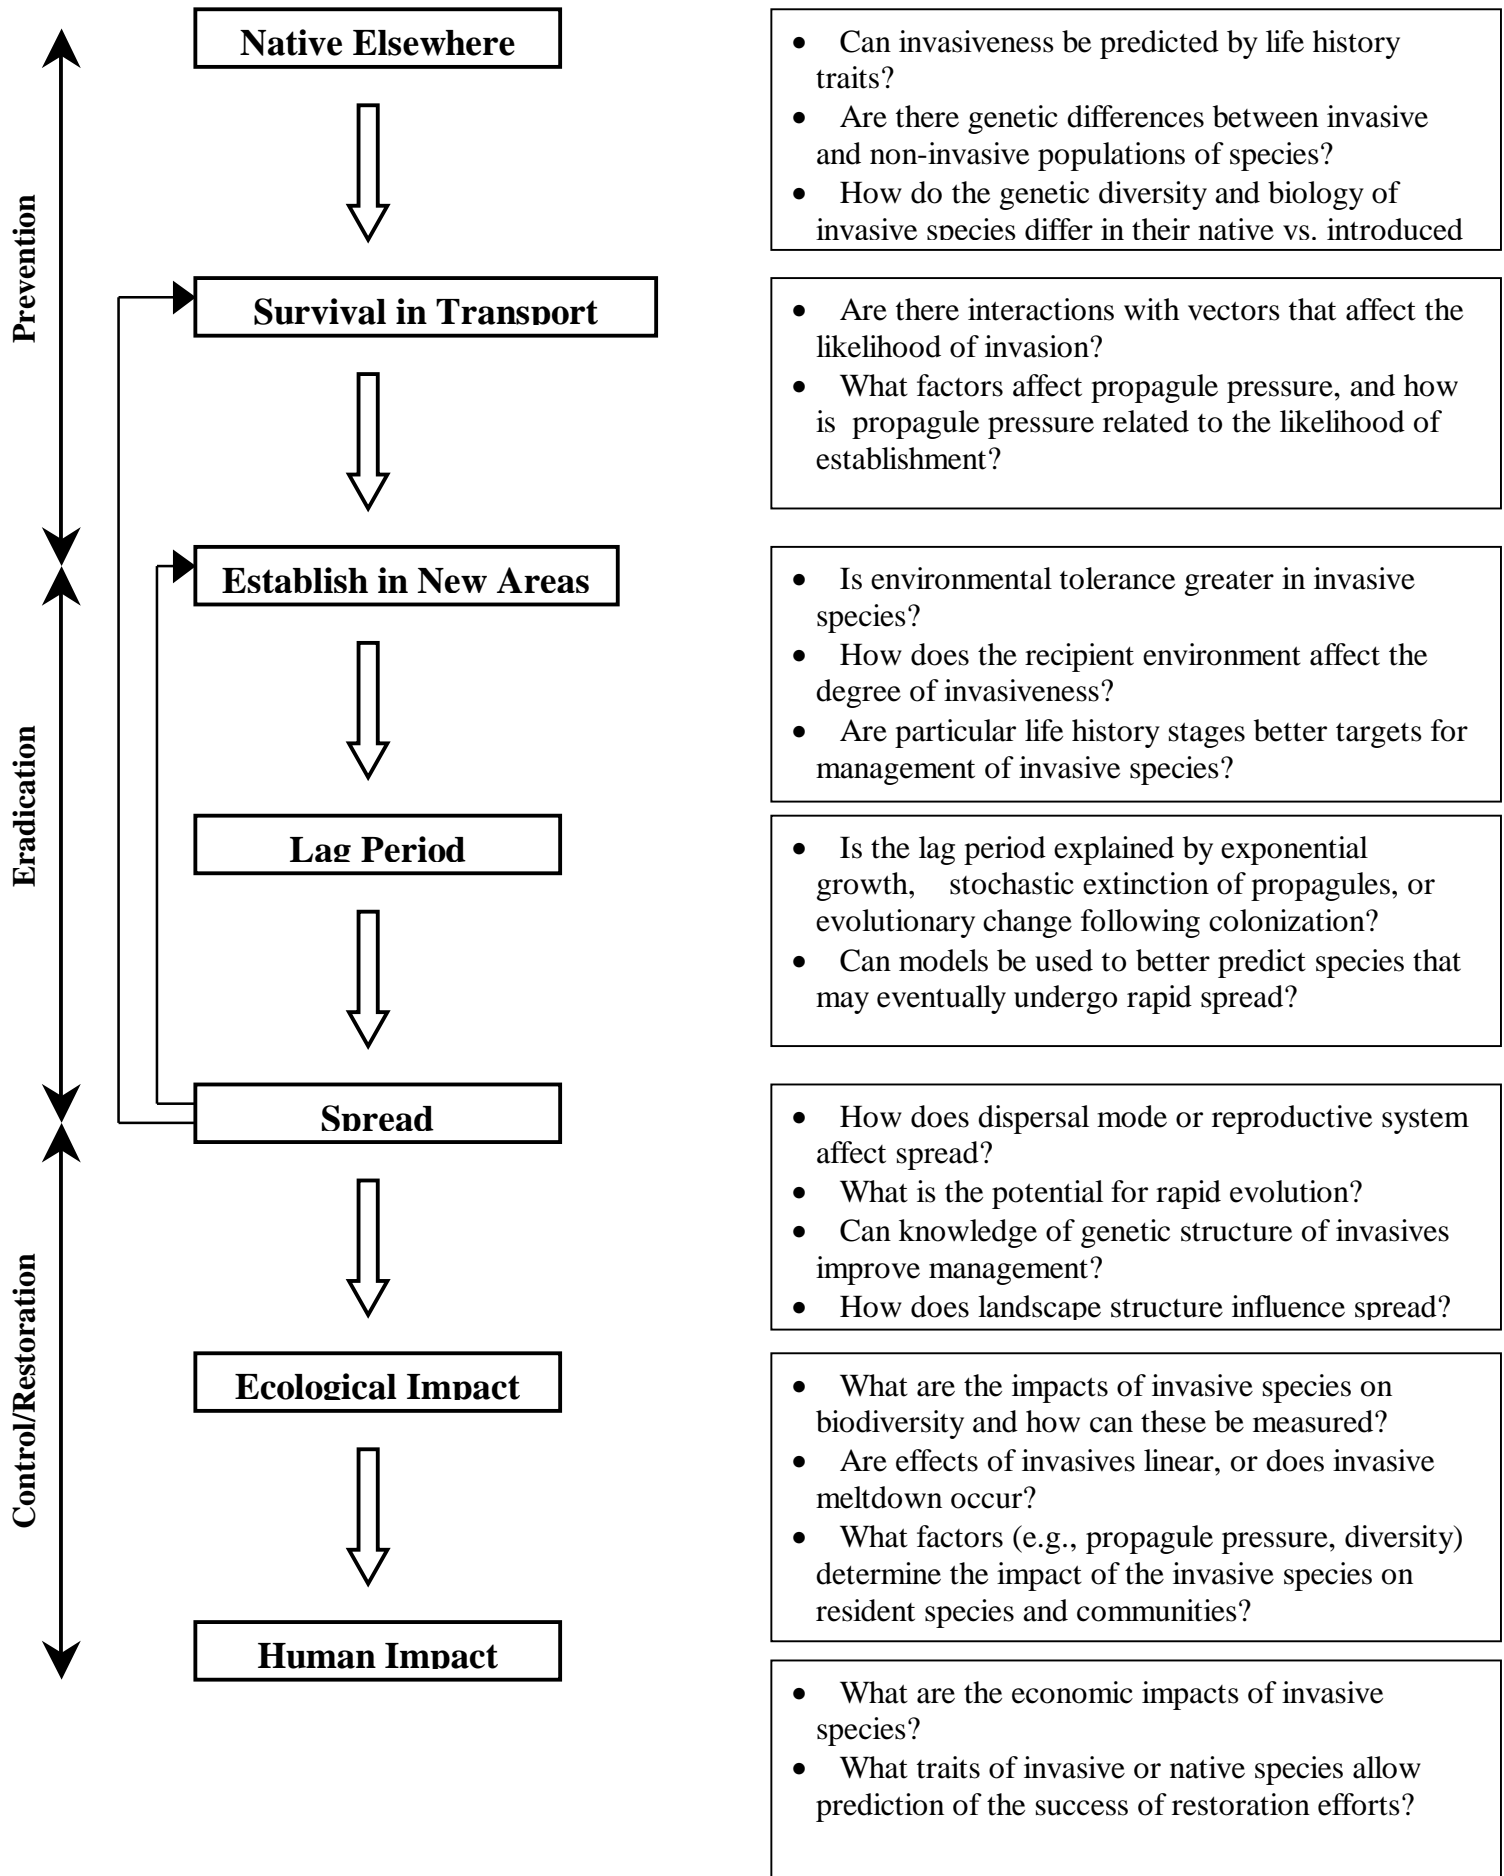 Prevention
Eradication
Control/Restoration
Native Elsewhere
Survival in Transport
Establish in New Areas
Lag Period
Spread
Ecological Impact
Human Impact
• Can invasiveness be predicted by life history
traits?
• Are there genetic differences between invasive
and non-invasive populations of species?
• How do the genetic diversity and biology of
invasive species differ in their native vs. introduced
• Are there interactions with vectors that affect the
likelihood of invasion?
• What factors affect propagule pressure, and how
is propagule pressure related to the likelihood of
establishment?
• Is environmental tolerance greater in invasive
species?
• How does the recipient environment affect the
degree of invasiveness?
• Are particular life history stages better targets for
management of invasive species?
• Is the lag period explained by exponential
growth, stochastic extinction of propagules, or
evolutionary change following colonization?
• Can models be used to better predict species that
may eventually undergo rapid spread?
• How does dispersal mode or reproductive system
affect spread?
• What is the potential for rapid evolution?
• Can knowledge of genetic structure of invasives
improve management?
• How does landscape structure influence spread?
• What are the impacts of invasive species on
biodiversity and how can these be measured?
• Are effects of invasives linear, or does invasive
meltdown occur?
• What factors (e.g., propagule pressure, diversity)
determine the impact of the invasive species on
resident species and communities?
• What are the economic impacts of invasive
species?
• What traits of invasive or native species allow
prediction of the success of restoration efforts?